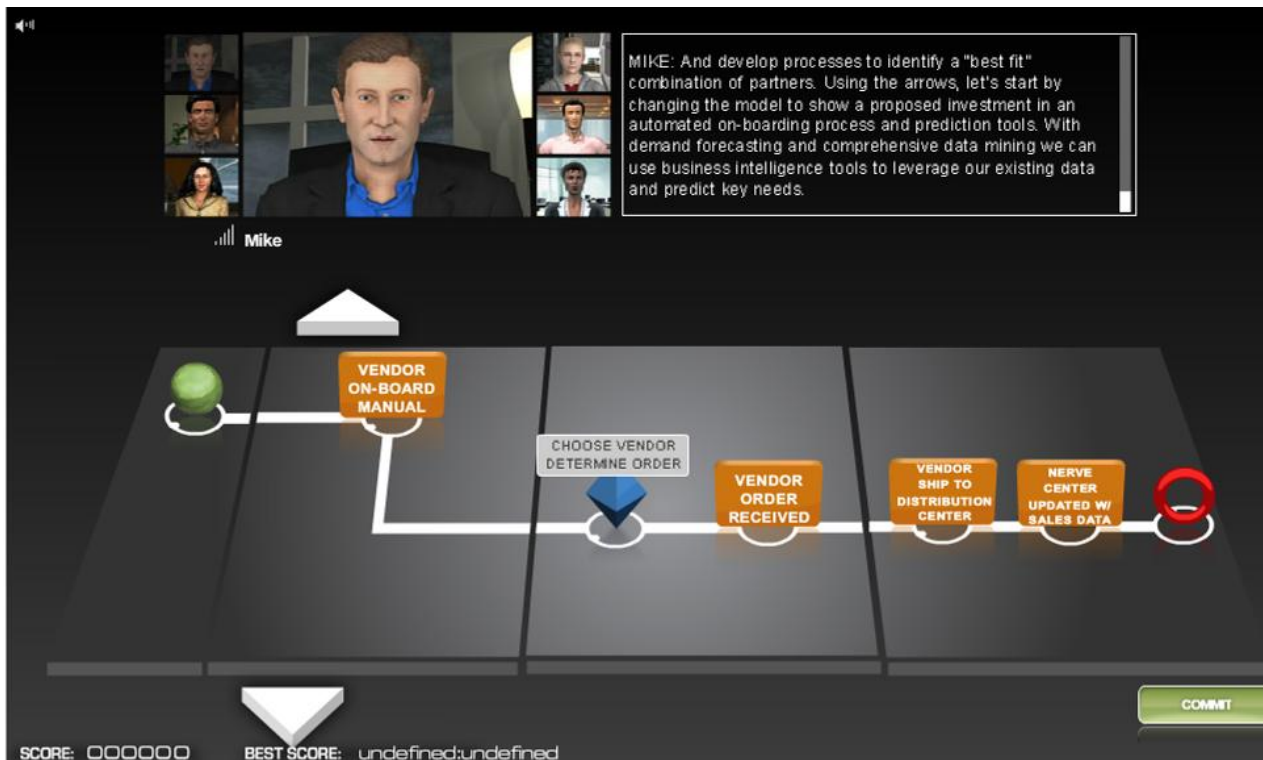 MIKE: And develop processes to identify a "best fit"
combination of partners. Using the arrows, let's start by
changing the model to show a proposed investment in an
automated on-boarding process and prediction tools. With
demand forecasting and comprehensive data mining we can
use business intelligence tools to leverage our existing data
and predict key needs.
Mike
VENDOR
ON-BOARD
MANUAL
CHOOSE VENDOR
DETERMINE ORDER
VENDOR
ORDER
RECEIVED
VENDOR
SHIP TO
DISTRIBUTION
CENTER
NERVE
CENTER
UPDATED W/
SALES DATA
COMMIT
SCORE: 000000
BEST SCORE: undefined:undefined